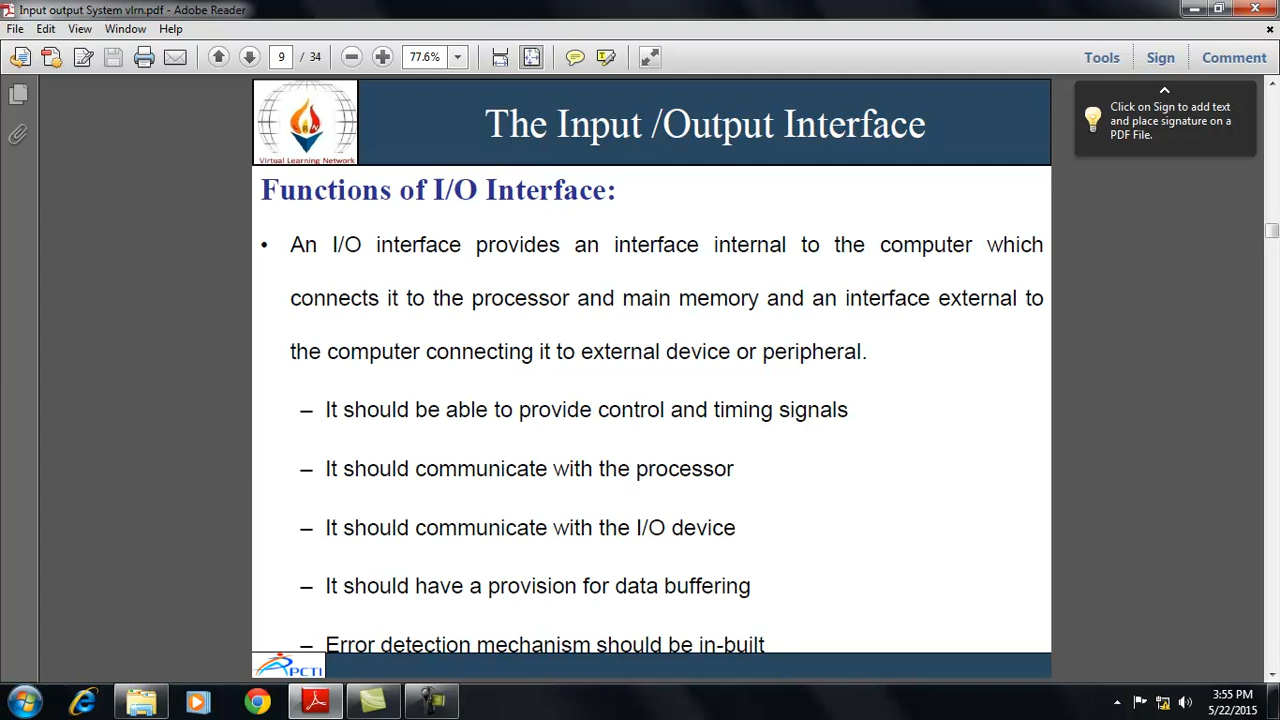 Input output System vlrn.pdf - Adobe Reader
File Edit View Window Help
9 / 34 77.6% Tools Sign Comment
Click on Sign to add text
and place signature on a
PDF File.
Virtual Learning Network
The Input /Output Interface
Functions of I/O Interface:
• An I/O interface provides an interface internal to the computer which
connects it to the processor and main memory and an interface external to
the computer connecting it to external device or peripheral.
– It should be able to provide control and timing signals
– It should communicate with the processor
– It should communicate with the I/O device
– It should have a provision for data buffering
– Error detection mechanism should be in-built
PCTI
3:55 PM
5/22/2015